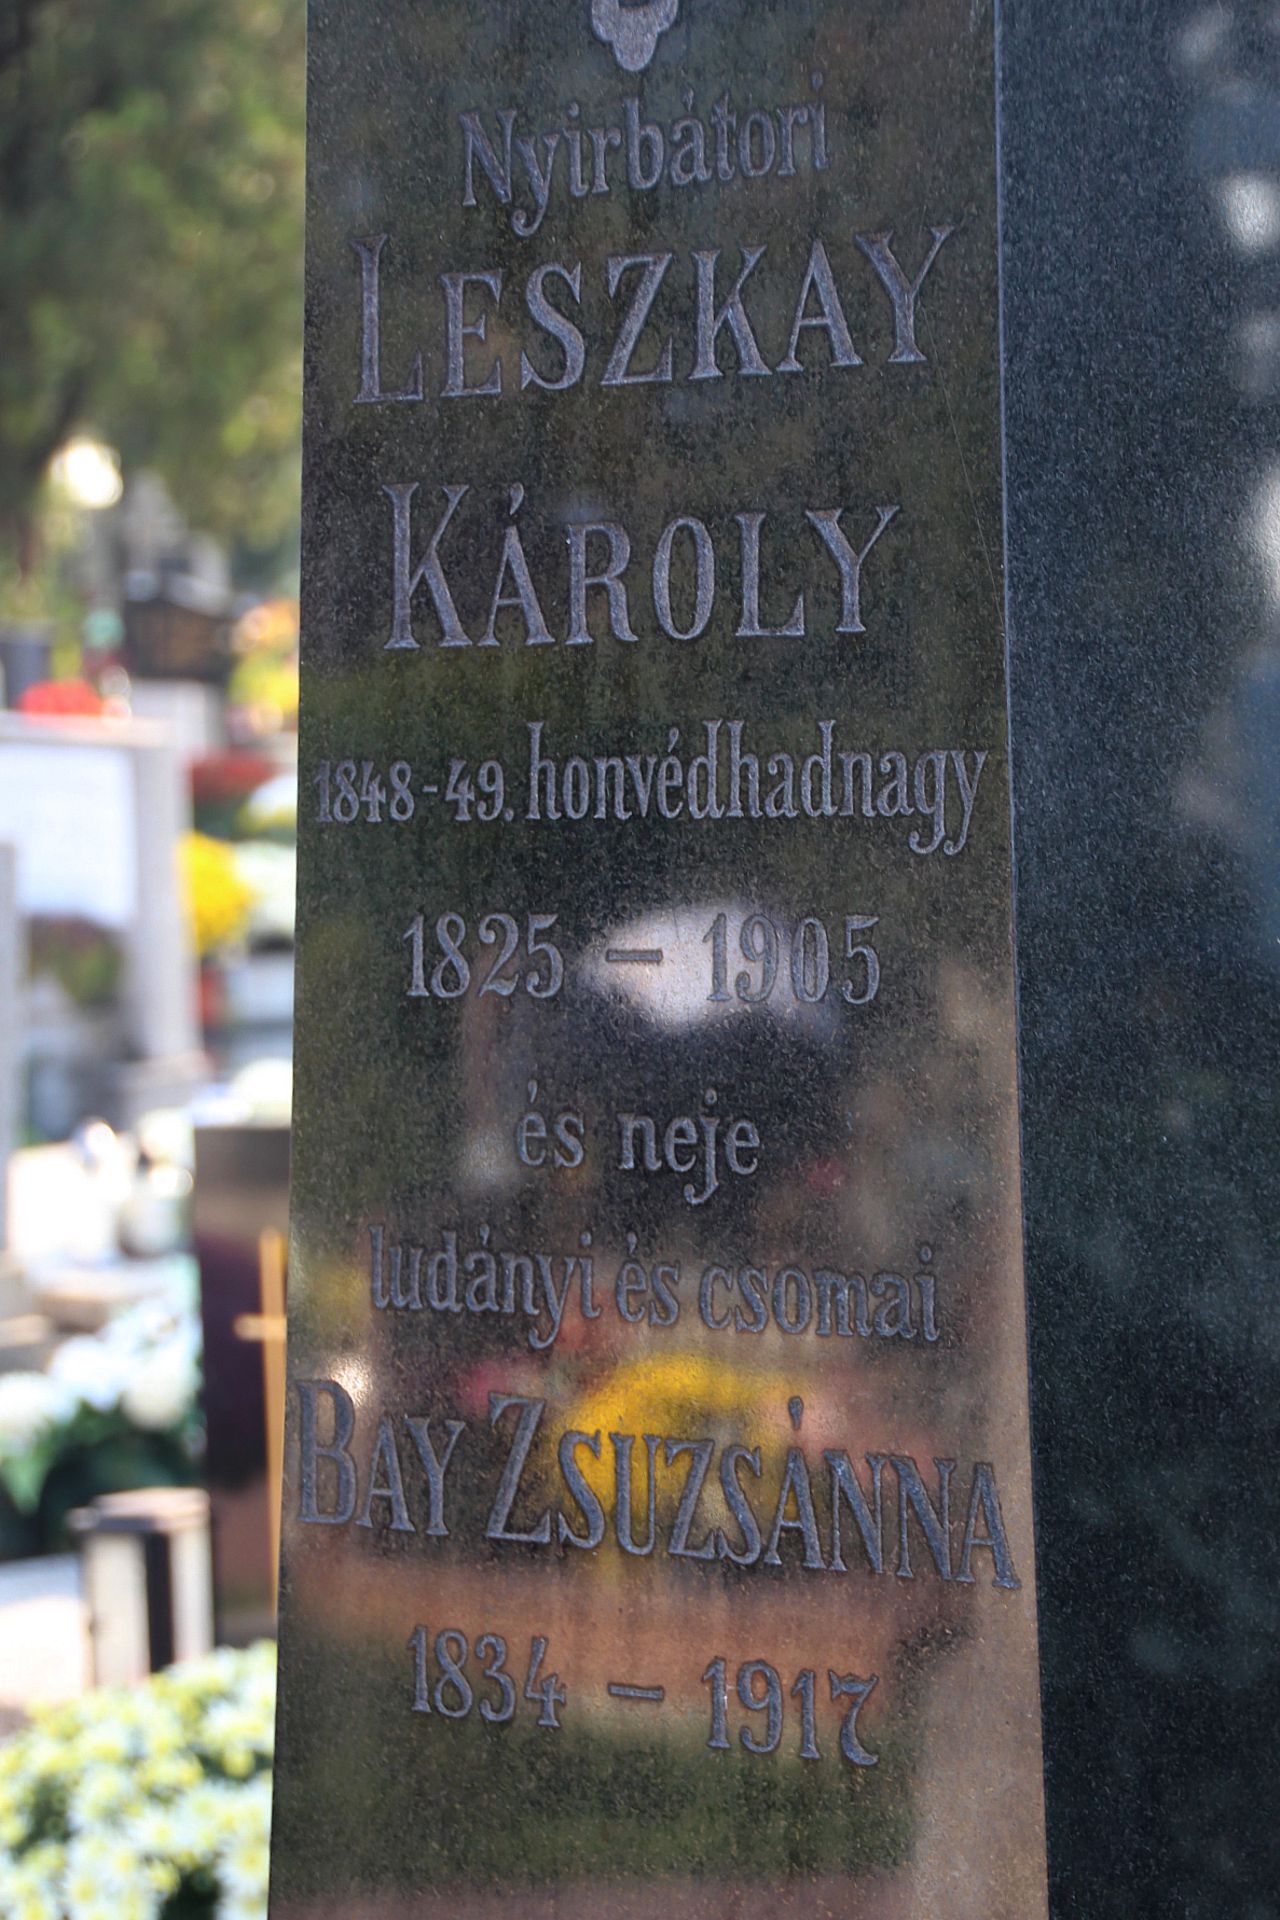 Nyirbátori
LESZKAY
KÁROLY
1848-49. honvédhadnagy
1825 – 1905
és neje
ludányi és csomai
BAY ZSUZSÁNNA
1834 – 1917